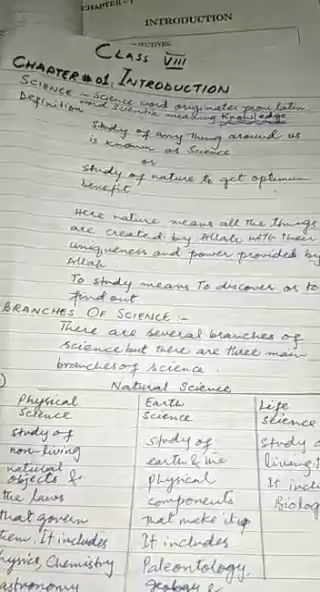 CHAPTER - 1
INTRODUCTION
CLASS VIII
CHAPTER # 01. INTRODUCTION
SCIENCE - Science word originates from latin
word scientia meaning Knowledge
Definition
Study of any thing around us
is known as Science
or
Study of nature to get optimum
benefit
Here nature means all the things
are created by Allah with their
uniqueness and power provided by
Allah
To study means To discover or to
find out
BRANCHES OF SCIENCE :-
There are several branches of
science but there are three main
branches of science.
Natural Science
Physical
Science
study of
non-living
natural
objects &
the laws
that govern
them. It includes
Physics, Chemistry
astronomy
Earth
Science
study of
earth & the
physical
components
that make it up
It includes
Paleontology,
geology &
Life
Science
study o
living t
It inclu
Biolog